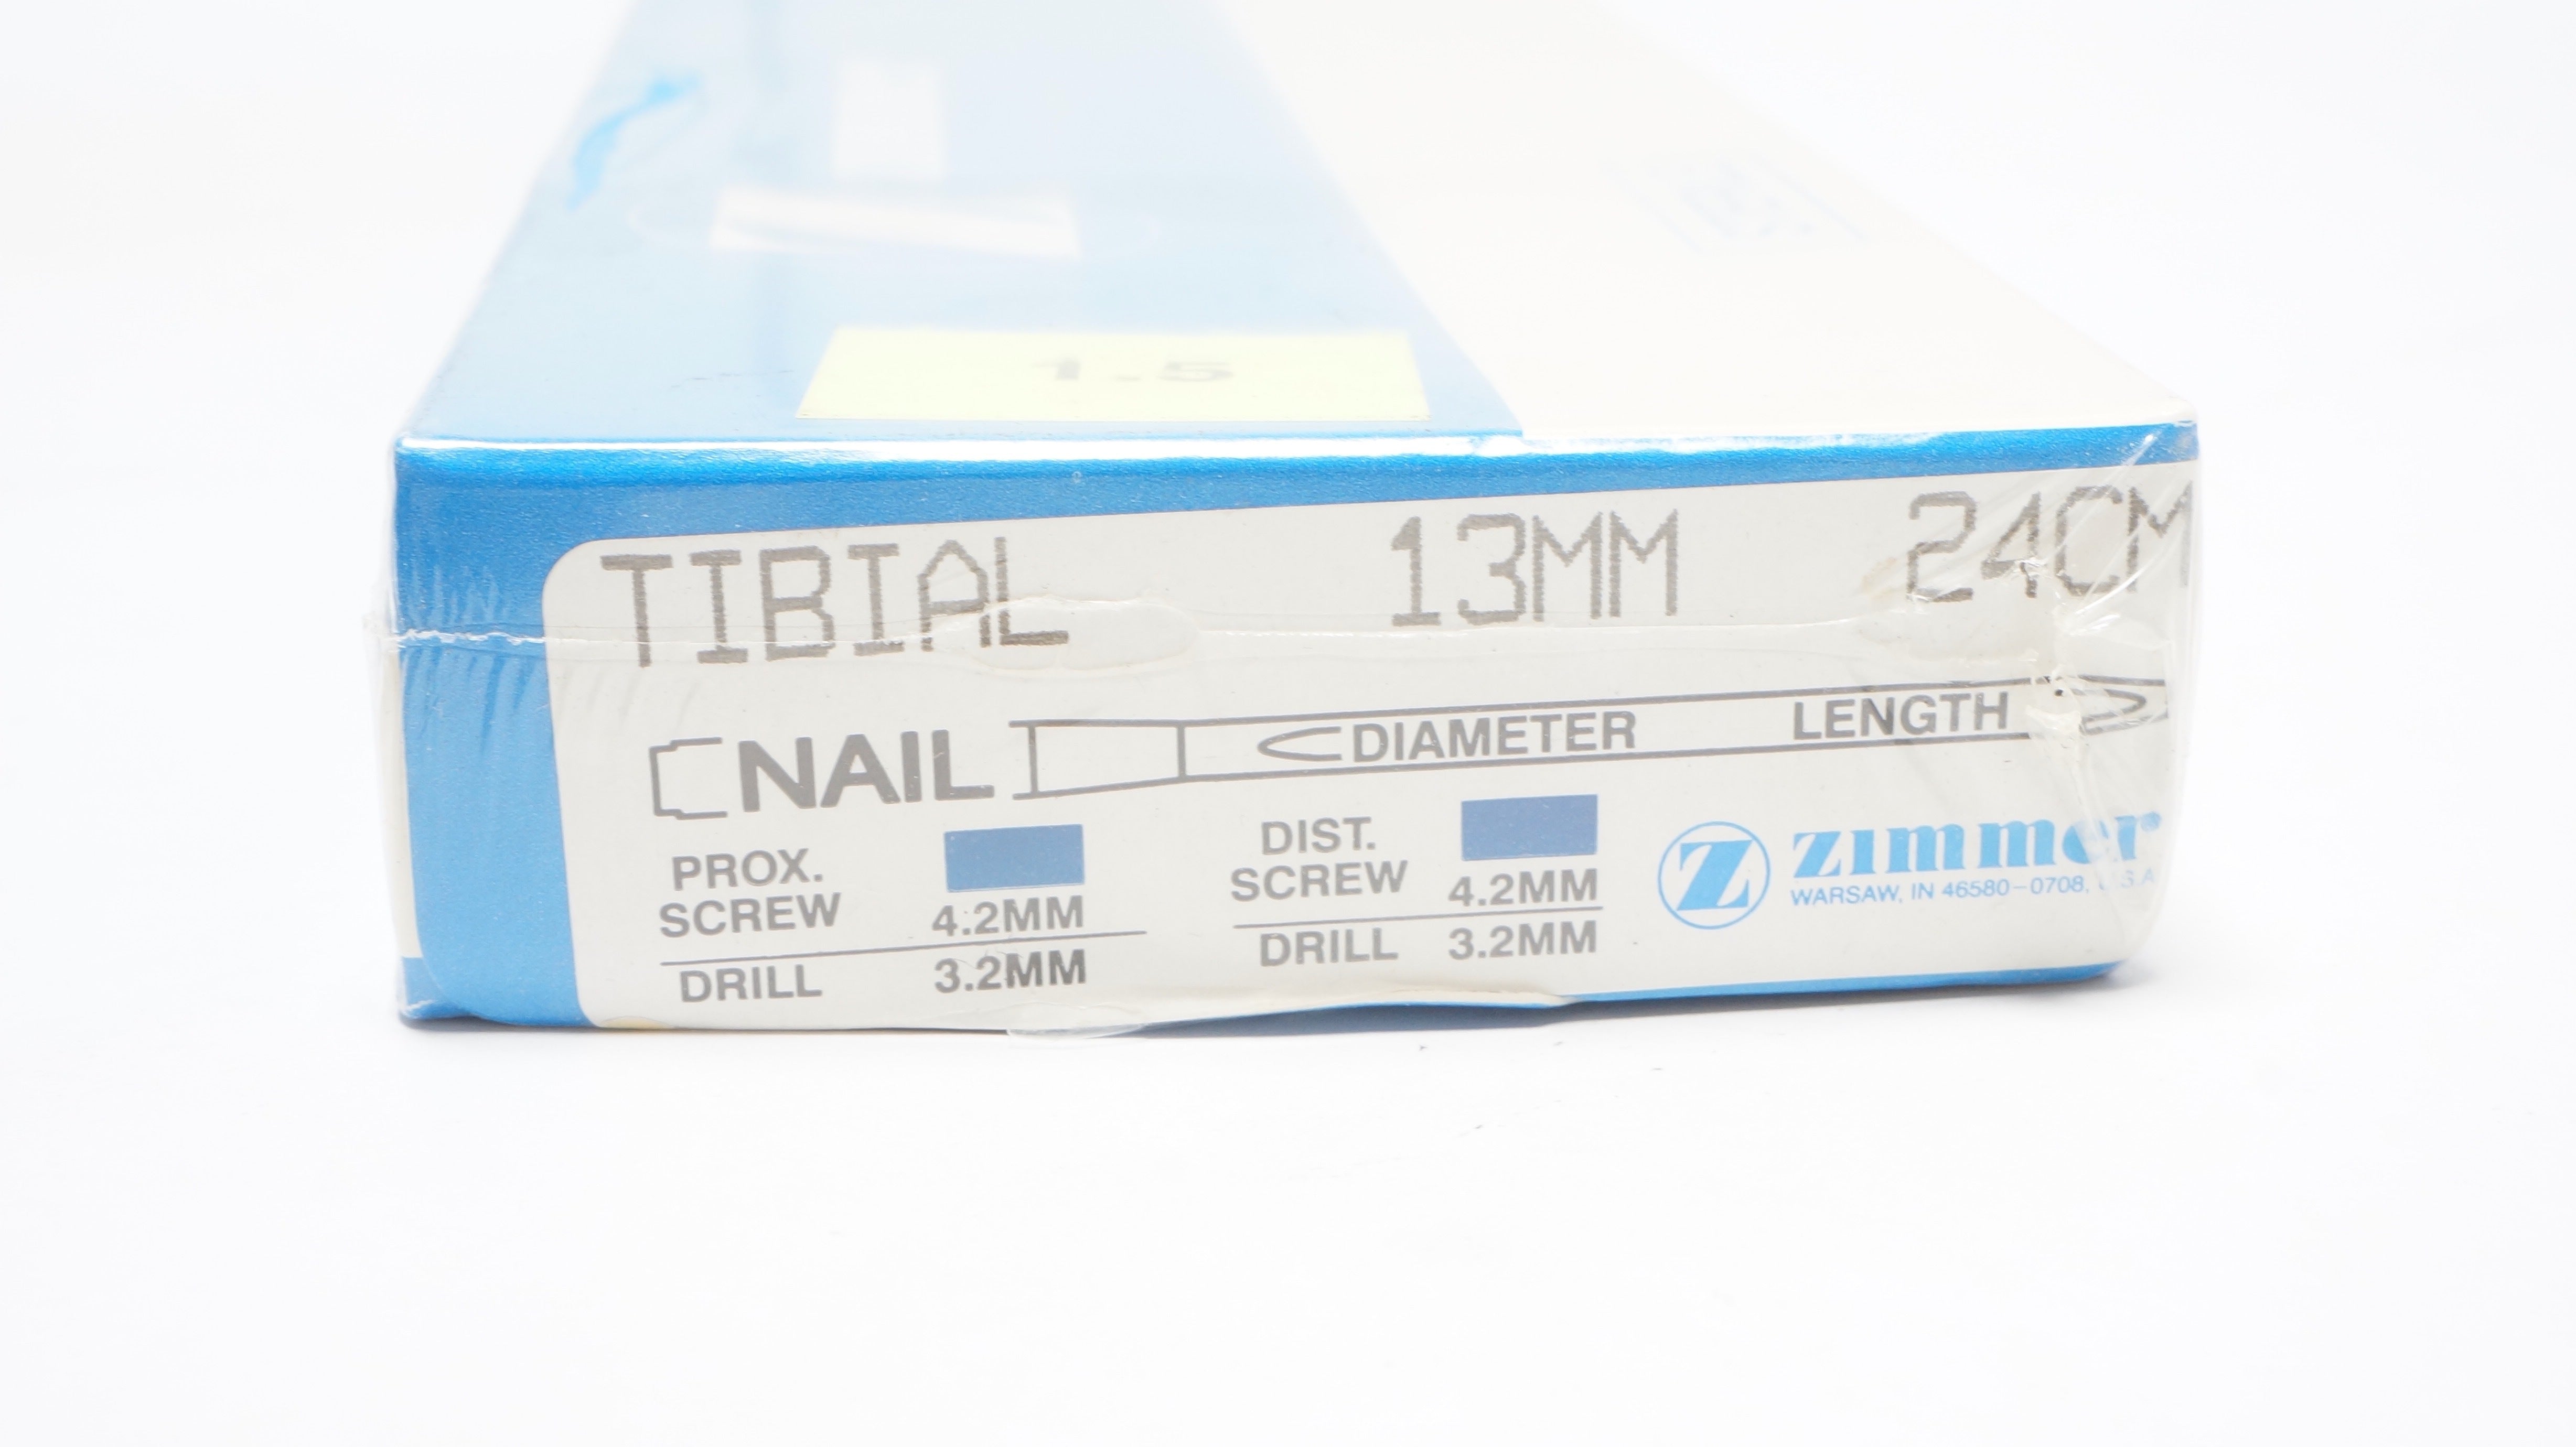 1.5
TIBIAL 13MM 24CM
NAIL DIAMETER LENGTH
PROX. SCREW 4.2MM
DRILL 3.2MM
DIST. SCREW 4.2MM
DRILL 3.2MM
Z zimmer
WARSAW, IN 46580-0708, U.S.A